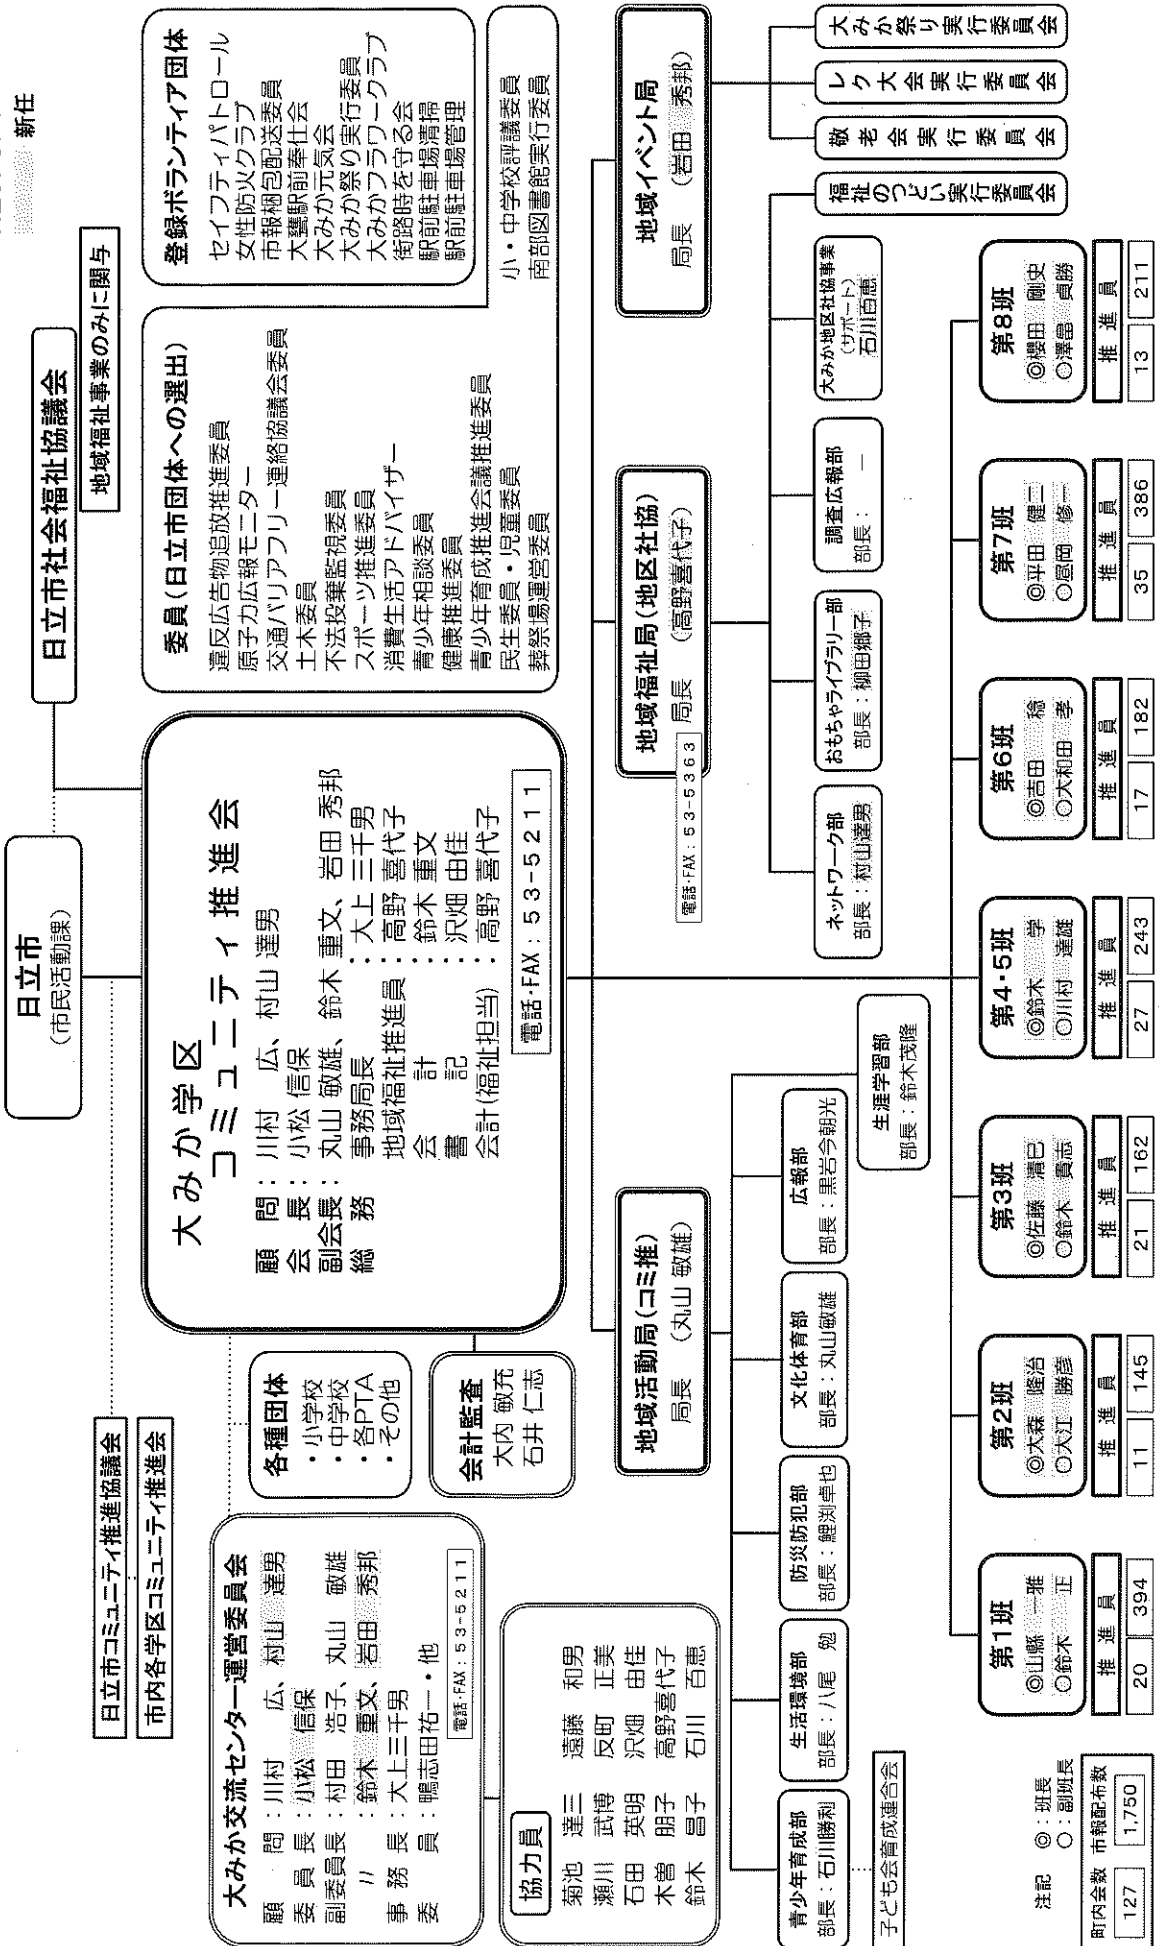 新任
日立市
(市民活動課)
日立市社会福祉協議会
地域福祉事業のみに関与
日立市コミュニティ推進協議会
市内各学区コミュニティ推進会
大みか学区
コミュニティ推進会
顧問:川村 広、村山 達男
会長:小松 信保
副会長:丸山 敏雄、鈴木 重文、岩田 秀邦
総務 事務局長:大上 三千男
地域福祉推進員:高野 喜代子
会計:鈴木 重文
書記:沢畑 由佳
会計(福祉担当):高野 喜代子
電話・FAX:53-5211
委員(日立市団体への選出)
違反広告物追放推進委員
原子力広報モニター
交通バリアフリー連絡協議会委員
土木委員
不法投棄監視委員
スポーツ推進委員
消費生活アドバイザー
青少年相談委員
健康推進委員
青少年育成推進会議推進委員
民生委員・児童委員
葬祭場運営委員
小・中学校評議委員
南部図書館実行委員
登録ボランティア団体
セイフティパトロール
女性防火クラブ
市報梱包配送委員
大甕駅前奉仕会
大みか元気会
大みか祭り実行委員
大みかフラワークラブ
街路時を守る会
駅前駐車場清掃
駅前駐車場管理
各種団体
・小学校
・中学校
・各PTA
・その他
会計監査
大内 敏充
石井 仁志
大みか交流センター運営委員会
顧問:川村 広、村山 達男
委員長:小松 信保
副委員長:村田 浩子、丸山 敏雄
〃:鈴木 重文、岩田 秀邦
事務長:大上三千男
委員:鴨志田祐一・他
電話・FAX:53-5211
協力員
菊池 達三 遠藤 和男
瀬川 武博 反町 正美
石田 英明 沢畑 由佳
木曽 朋子 高野喜代子
鈴木 昌子 石川 百恵
地域活動局(コミ推)
局長 (丸山 敏雄)
地域福祉局(地区社協)
局長 (高野喜代子)
電話・FAX:53-5363
地域イベント局
局長 (岩田 秀邦)
青少年育成部
部長:石川勝利
子ども会育成連合会
生活環境部
部長:八尾 勉
防災防犯部
部長:鯉渕卓也
文化体育部
部長:丸山敏雄
広報部
部長:黒岩今朝光
生涯学習部
部長:鈴木茂隆
ネットワーク部
部長:村山達男
おもちゃライブラリー部
部長:柳田郷子
調査広報部
部長: ー
大みか地区社協事業
(サポート)
石川百恵
福祉のつどい実行委員会
敬老会実行委員会
レク大会実行委員会
大みか祭り実行委員会
第1班
◎山縣 一雅
○鈴木 正
推進員
20 394
第2班
◎大森 隆治
○大江 勝彦
推進員
11 145
第3班
◎佐藤 清巳
○鈴木 貴志
推進員
21 162
第4・5班
◎鈴木 学
○川村 達雄
推進員
27 243
第6班
◎吉田 稔
○大和田 孝
推進員
17 182
第7班
◎平田 健二
○昼岡 修一
推進員
35 386
第8班
◎櫻田 剛史
○澤畠 貞勝
推進員
13 211
注記 ◎:班長
○:副班長
町内会数 市報配布数
127 1,750